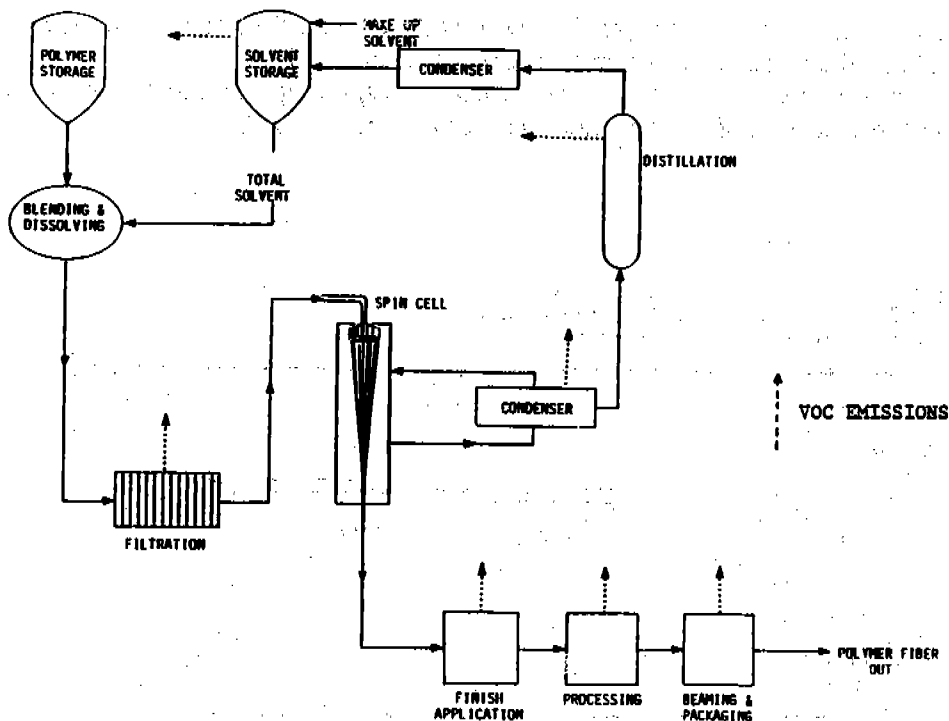 POLYMER
STORAGE
SOLVENT
STORAGE
MAKE UP
SOLVENT
CONDENSER
DISTILLATION
TOTAL
SOLVENT
BLENDING &
DISSOLVING
SPIN CELL
CONDENSER
VOC EMISSIONS
FILTRATION
POLYMER FIBER
OUT
FINISH
APPLICATION
PROCESSING
BEAMING &
PACKAGING